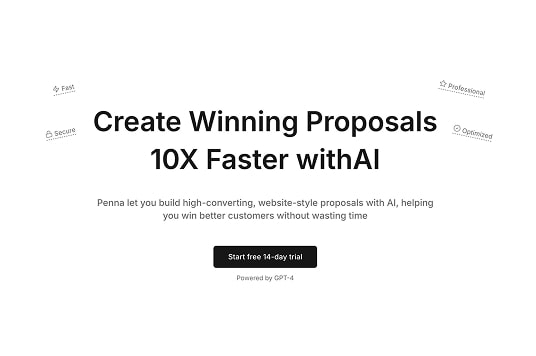 Fast
Professional
Secure
Optimized
Create Winning Proposals
10X Faster withAI
Penna let you build high-converting, website-style proposals with AI, helping
you win better customers without wasting time
Start free 14-day trial
Powered by GPT-4